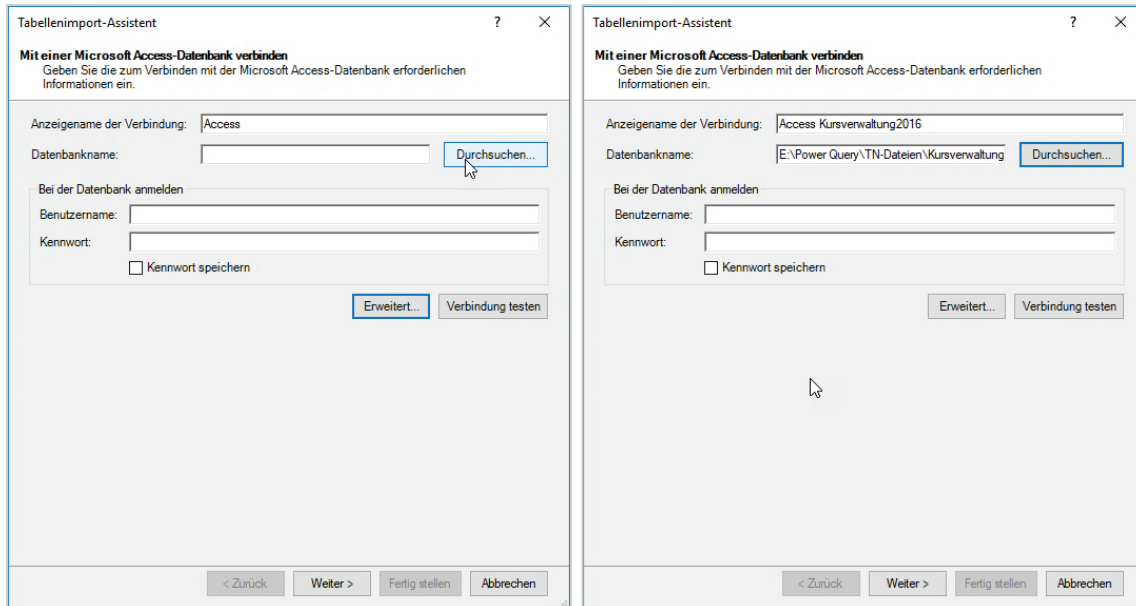 Tabellenimport-Assistent ? ×
Mit einer Microsoft Access-Datenbank verbinden
Geben Sie die zum Verbinden mit der Microsoft Access-Datenbank erforderlichen
Informationen ein.
Anzeigename der Verbindung: Access
Datenbankname: Durchsuchen...
Bei der Datenbank anmelden
Benutzername:
Kennwort:
Kennwort speichern
Erweitert... Verbindung testen
< Zurück Weiter > Fertig stellen Abbrechen
Tabellenimport-Assistent ? ×
Mit einer Microsoft Access-Datenbank verbinden
Geben Sie die zum Verbinden mit der Microsoft Access-Datenbank erforderlichen
Informationen ein.
Anzeigename der Verbindung: Access Kursverwaltung2016
Datenbankname: E:\Power Query\TN-Dateien\Kursverwaltung Durchsuchen...
Bei der Datenbank anmelden
Benutzername:
Kennwort:
Kennwort speichern
Erweitert... Verbindung testen
< Zurück Weiter > Fertig stellen Abbrechen